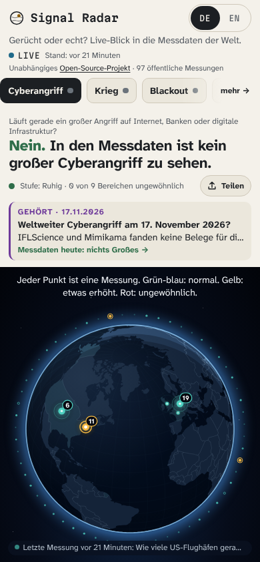 Signal Radar
DE EN
Gerücht oder echt? Live-Blick in die Messdaten der Welt.
LIVE Stand: vor 21 Minuten
Unabhängiges Open-Source-Projekt · 97 öffentliche Messungen
Cyberangriff Krieg Blackout mehr →
Läuft gerade ein großer Angriff auf Internet, Banken oder digitale
Infrastruktur?
Nein. In den Messdaten ist kein
großer Cyberangriff zu sehen.
Stufe: Ruhig · 0 von 9 Bereichen ungewöhnlich
Teilen
GEHÖRT · 17.11.2026
Weltweiter Cyberangriff am 17. November 2026?
IFLScience und Mimikama fanden keine Belege für di...
Messdaten heute: nichts Großes →
Jeder Punkt ist eine Messung. Grün-blau: normal. Gelb:
etwas erhöht. Rot: ungewöhnlich.
19
6
11
Letzte Messung vor 21 Minuten: Wie viele US-Flughäfen gera...